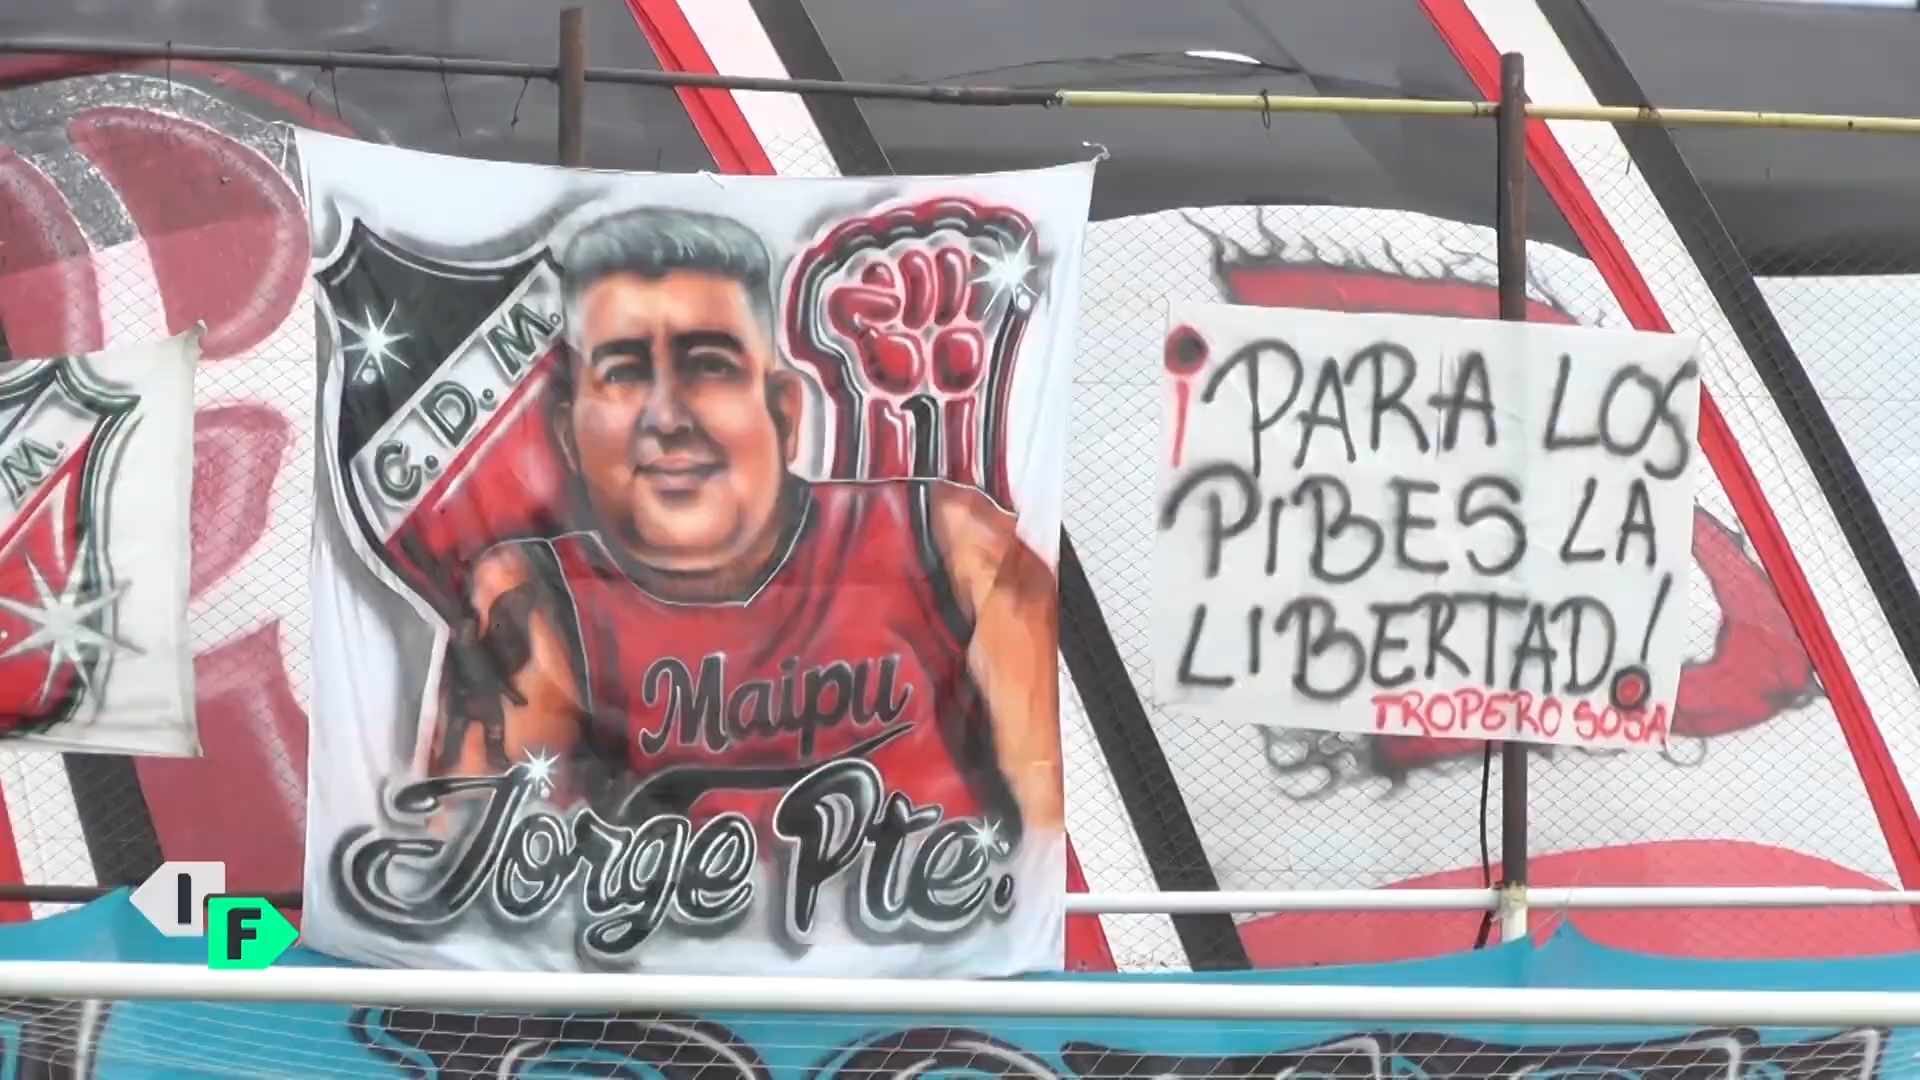 M.
C.D.M.
Maipu
Jorge Pte.
¡PARA LOS
PIBES LA
LIBERTAD!
TROPERO SOSA
I
F